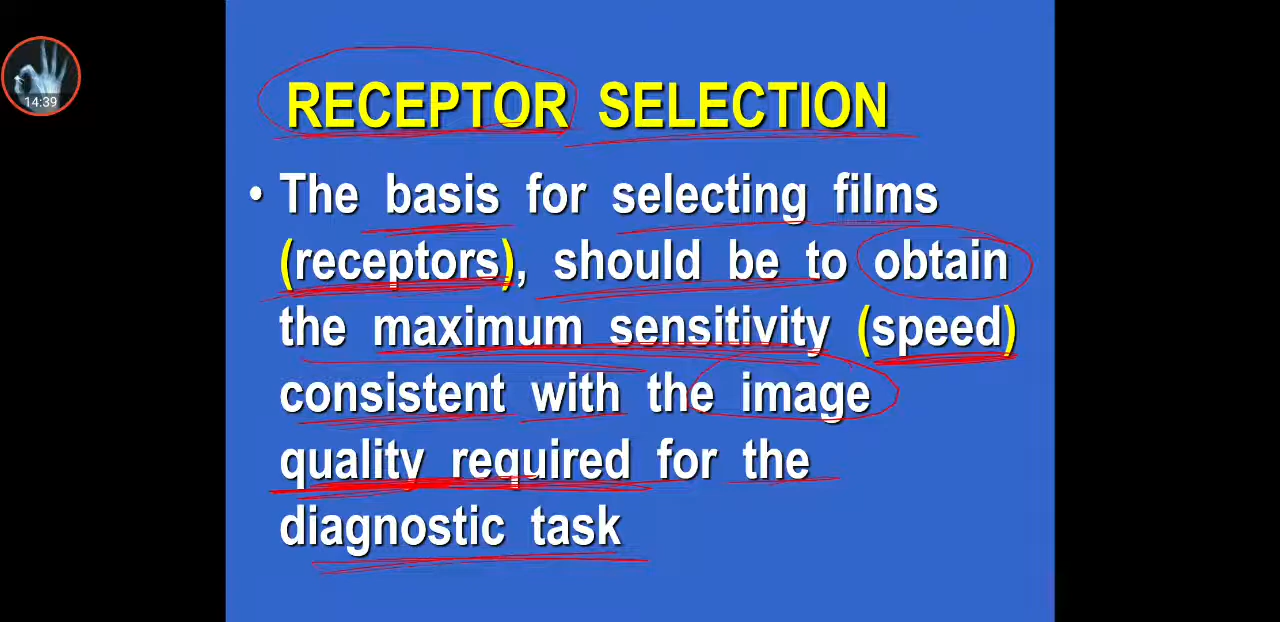 14:39
RECEPTOR SELECTION
• The basis for selecting films
(receptors), should be to obtain
the maximum sensitivity (speed)
consistent with the image
quality required for the
diagnostic task